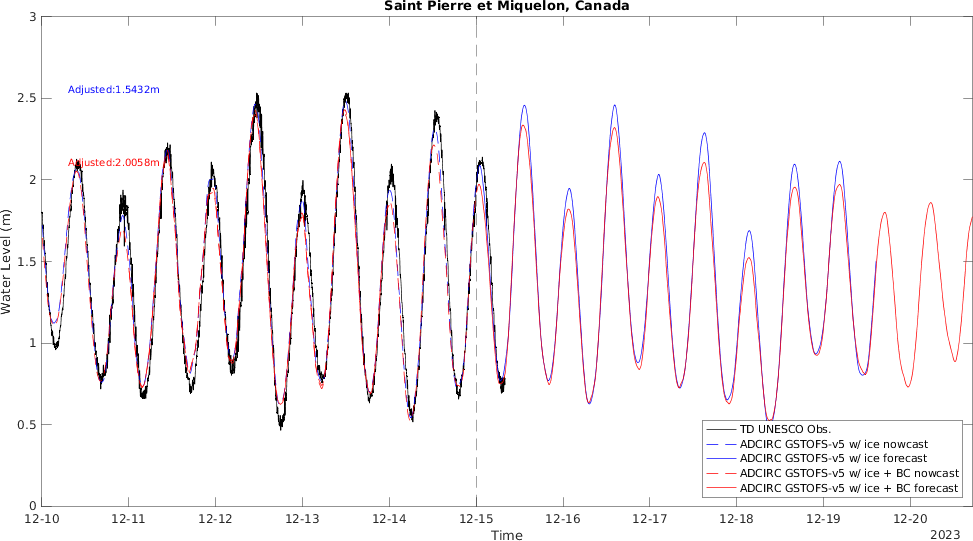 Saint Pierre et Miquelon, Canada
3
2.5
2
1.5
1
0.5
0
Water Level (m)
Adjusted:1.5432m
Adjusted:2.0058m
TD UNESCO Obs.
ADCIRC GSTOFS-v5 w/ ice nowcast
ADCIRC GSTOFS-v5 w/ ice forecast
ADCIRC GSTOFS-v5 w/ ice + BC nowcast
ADCIRC GSTOFS-v5 w/ ice + BC forecast
12-10 12-11 12-12 12-13 12-14 12-15 12-16 12-17 12-18 12-19 12-20
Time
2023